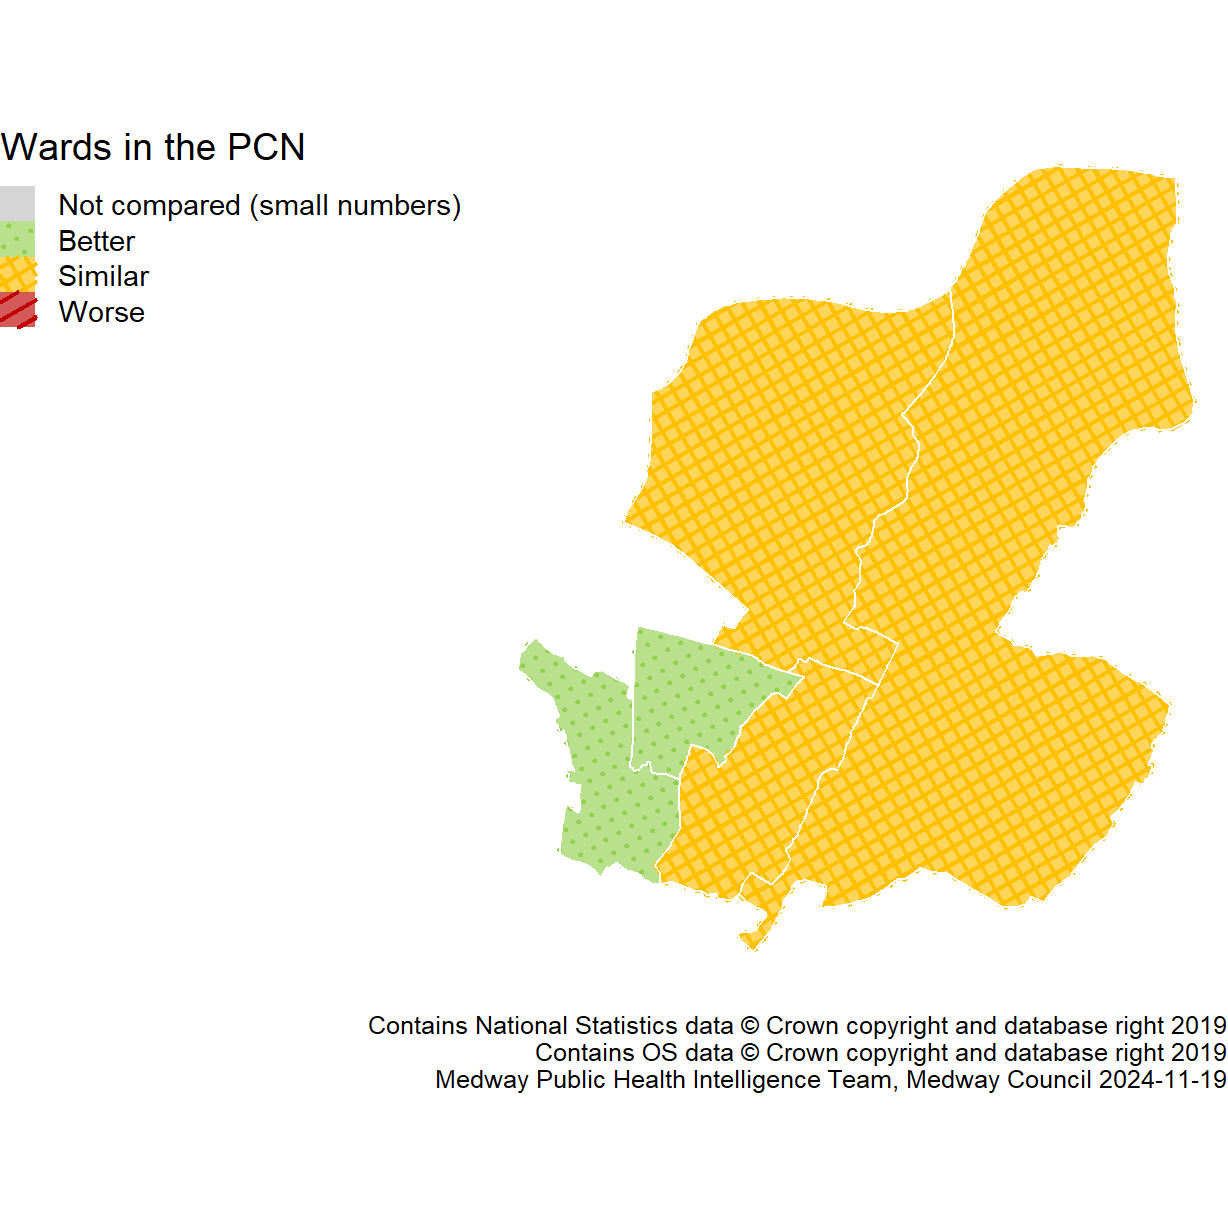 Wards in the PCN
Not compared (small numbers)
Better
Similar
Worse
Contains National Statistics data © Crown copyright and database right 2019
Contains OS data © Crown copyright and database right 2019
Medway Public Health Intelligence Team, Medway Council 2024-11-19